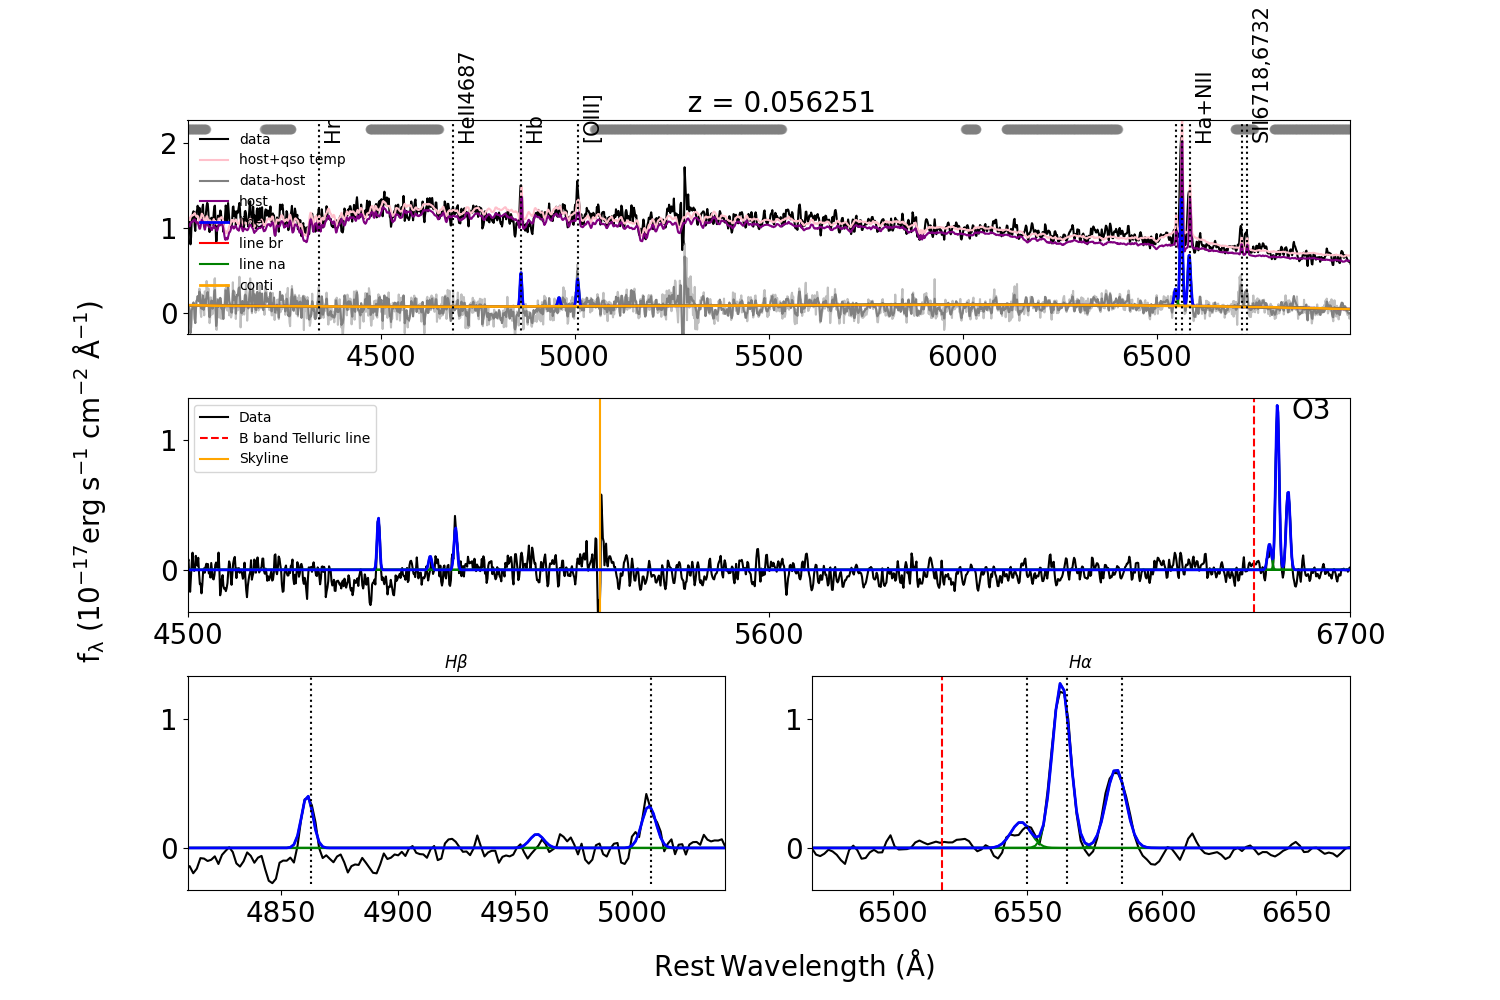 z = 0.056251
Hr
HeII4687
Hb
[OIII]
Ha+NII
SII6718,6732
data
host+qso temp
data-host
host
line br
line na
conti
2
1
0
4500
5000
5500
6000
6500
fλ (10⁻¹⁷erg s⁻¹ cm⁻² Å⁻¹)
Data
B band Telluric line
Skyline
O3
1
0
4500
5600
6700
Hβ
1
0
4850
4900
4950
5000
Hα
1
0
6500
6550
6600
6650
Rest Wavelength (Å)